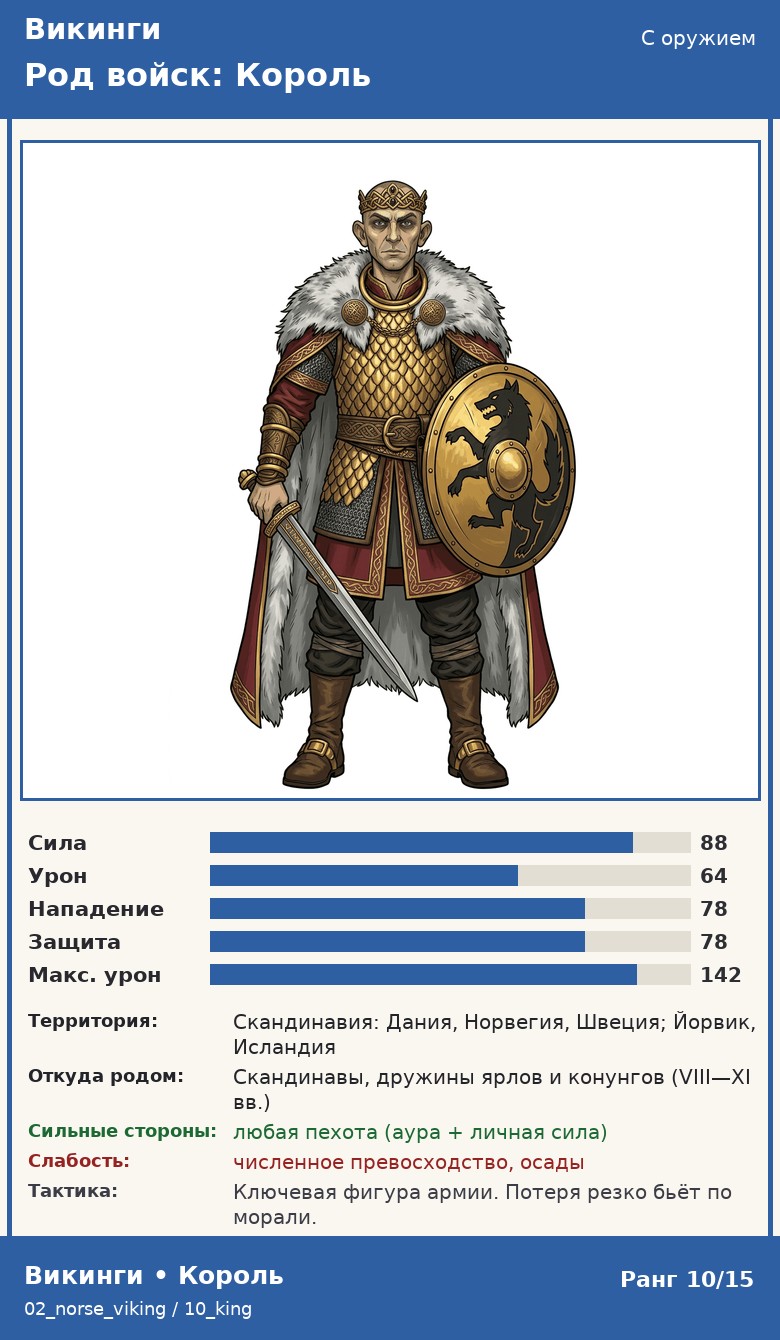 Викинги
С оружием
Род войск: Король
Сила 88
Урон 64
Нападение 78
Защита 78
Макс. урон 142
Территория: Скандинавия: Дания, Норвегия, Швеция; Йорвик,
Исландия
Откуда родом: Скандинавы, дружины ярлов и конунгов (VIII—XI
вв.)
Сильные стороны: любая пехота (аура + личная сила)
Слабость: численное превосходство, осады
Тактика: Ключевая фигура армии. Потеря резко бьёт по
морали.
Викинги • Король
Ранг 10/15
02_norse_viking / 10_king